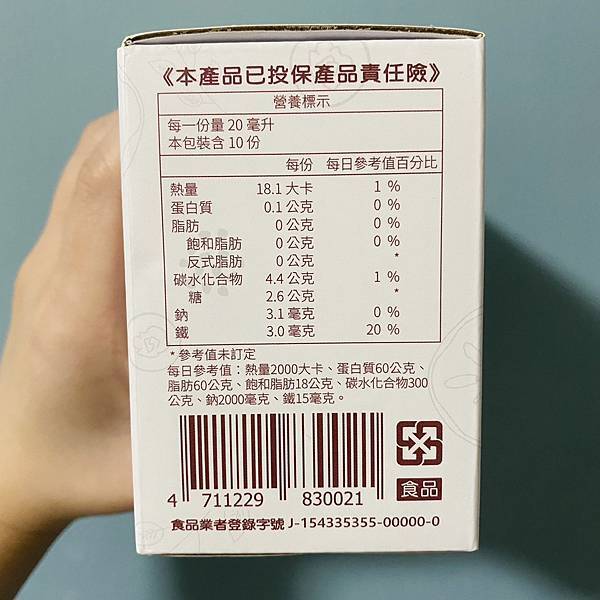 《本產品已投保產品責任險》
營養標示
每一份量 20 毫升
本包裝含 10 份
每份 每日參考值百分比
熱量 18.1 大卡 1 %
蛋白質 0.1 公克 0 %
脂肪 0 公克 0 %
飽和脂肪 0 公克 0 %
反式脂肪 0 公克 *
碳水化合物 4.4 公克 1 %
糖 2.6 公克 *
鈉 3.1 毫克 0 %
鐵 3.0 毫克 20 %
* 參考值未訂定
每日參考值：熱量2000大卡、蛋白質60公克、
脂肪60公克、飽和脂肪18公克、碳水化合物300
公克、鈉2000毫克、鐵15毫克。
4 711229 830021
食品
食品業者登錄字號 J-154335355-00000-0